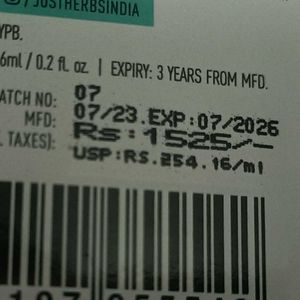 /JUSTHERBSINDIA
YPB.
6ml / 0.2 fl. oz. | EXPIRY: 3 YEARS FROM MFD.
ATCH NO: 07
MFD: 07/23.EXP:07/2026
L TAXES): Rs:1525/-
USP:RS.254.16/ml